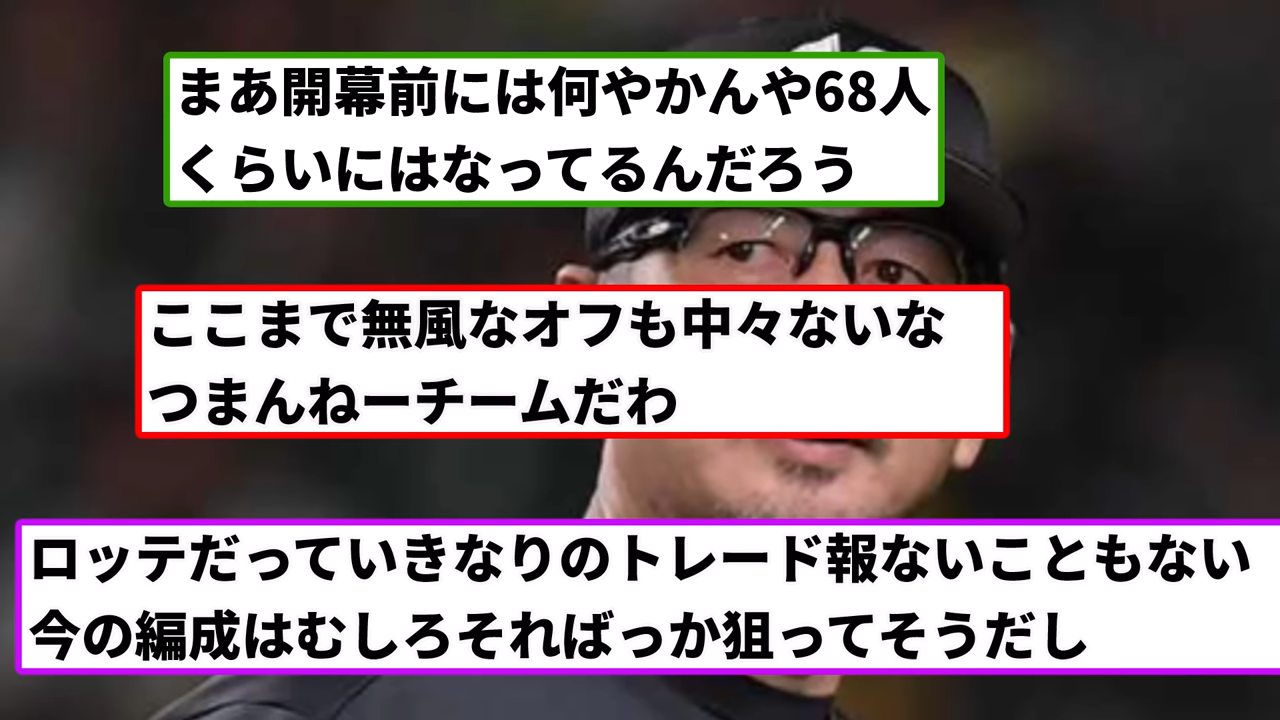 まあ開幕前には何やかんや68人
くらいにはなってるんだろう
ここまで無風なオフも中々ないな
つまんねーチームだわ
ロッテだっていきなりのトレード報ないこともない
今の編成はむしろそればっか狙ってそうだし